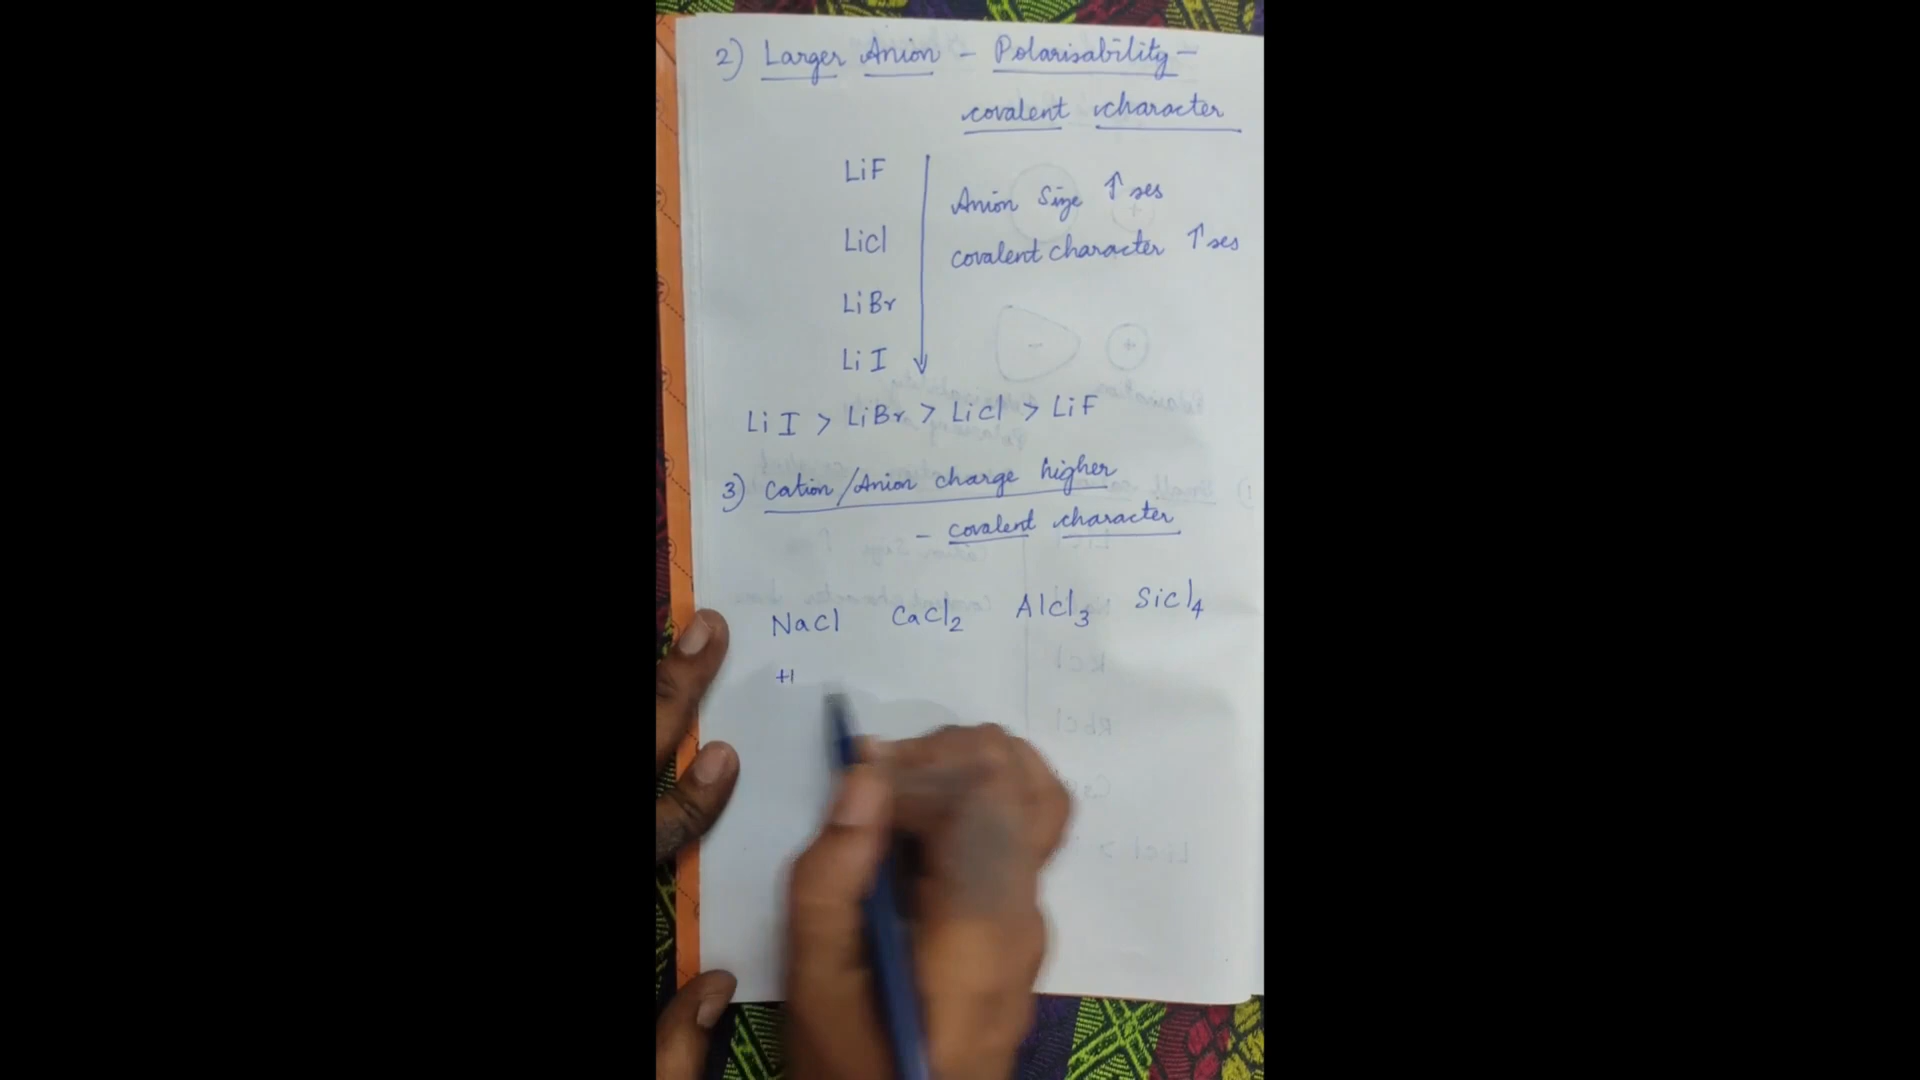 2) Larger Anion - Polarisability -
covalent character
LiF
Anion Size ↑ses
LiCl
covalent character ↑ses
LiBr
LiI
LiI > LiBr > LiCl > LiF
3) Cation/Anion charge higher
- covalent character
NaCl CaCl₂ AlCl₃ SiCl₄
+1